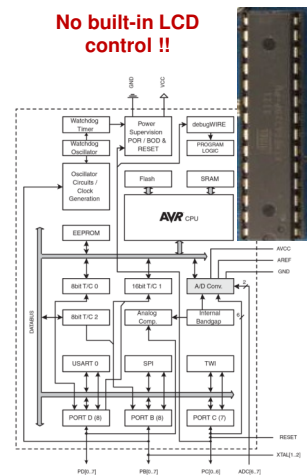 No built-in LCD
control !!
GND
VCC
Watchdog
Timer
Power
Supervision
POR / BOD &
RESET
debugWIRE
PROGRAM
LOGIC
Watchdog
Oscillator
Oscillator
Circuits /
Clock
Generation
Flash
SRAM
AVR CPU
EEPROM
AVCC
AREF
GND
DATABUS
8bit T/C 0
16bit T/C 1
A/D Conv.
2
8bit T/C 2
Analog
Comp.
Internal
Bandgap
6
USART 0
SPI
TWI
PORT D (8)
PORT B (8)
PORT C (7)
RESET
XTAL[1..2]
PD[0..7]
PB[0..7]
PC[0..6]
ADC[6..7]